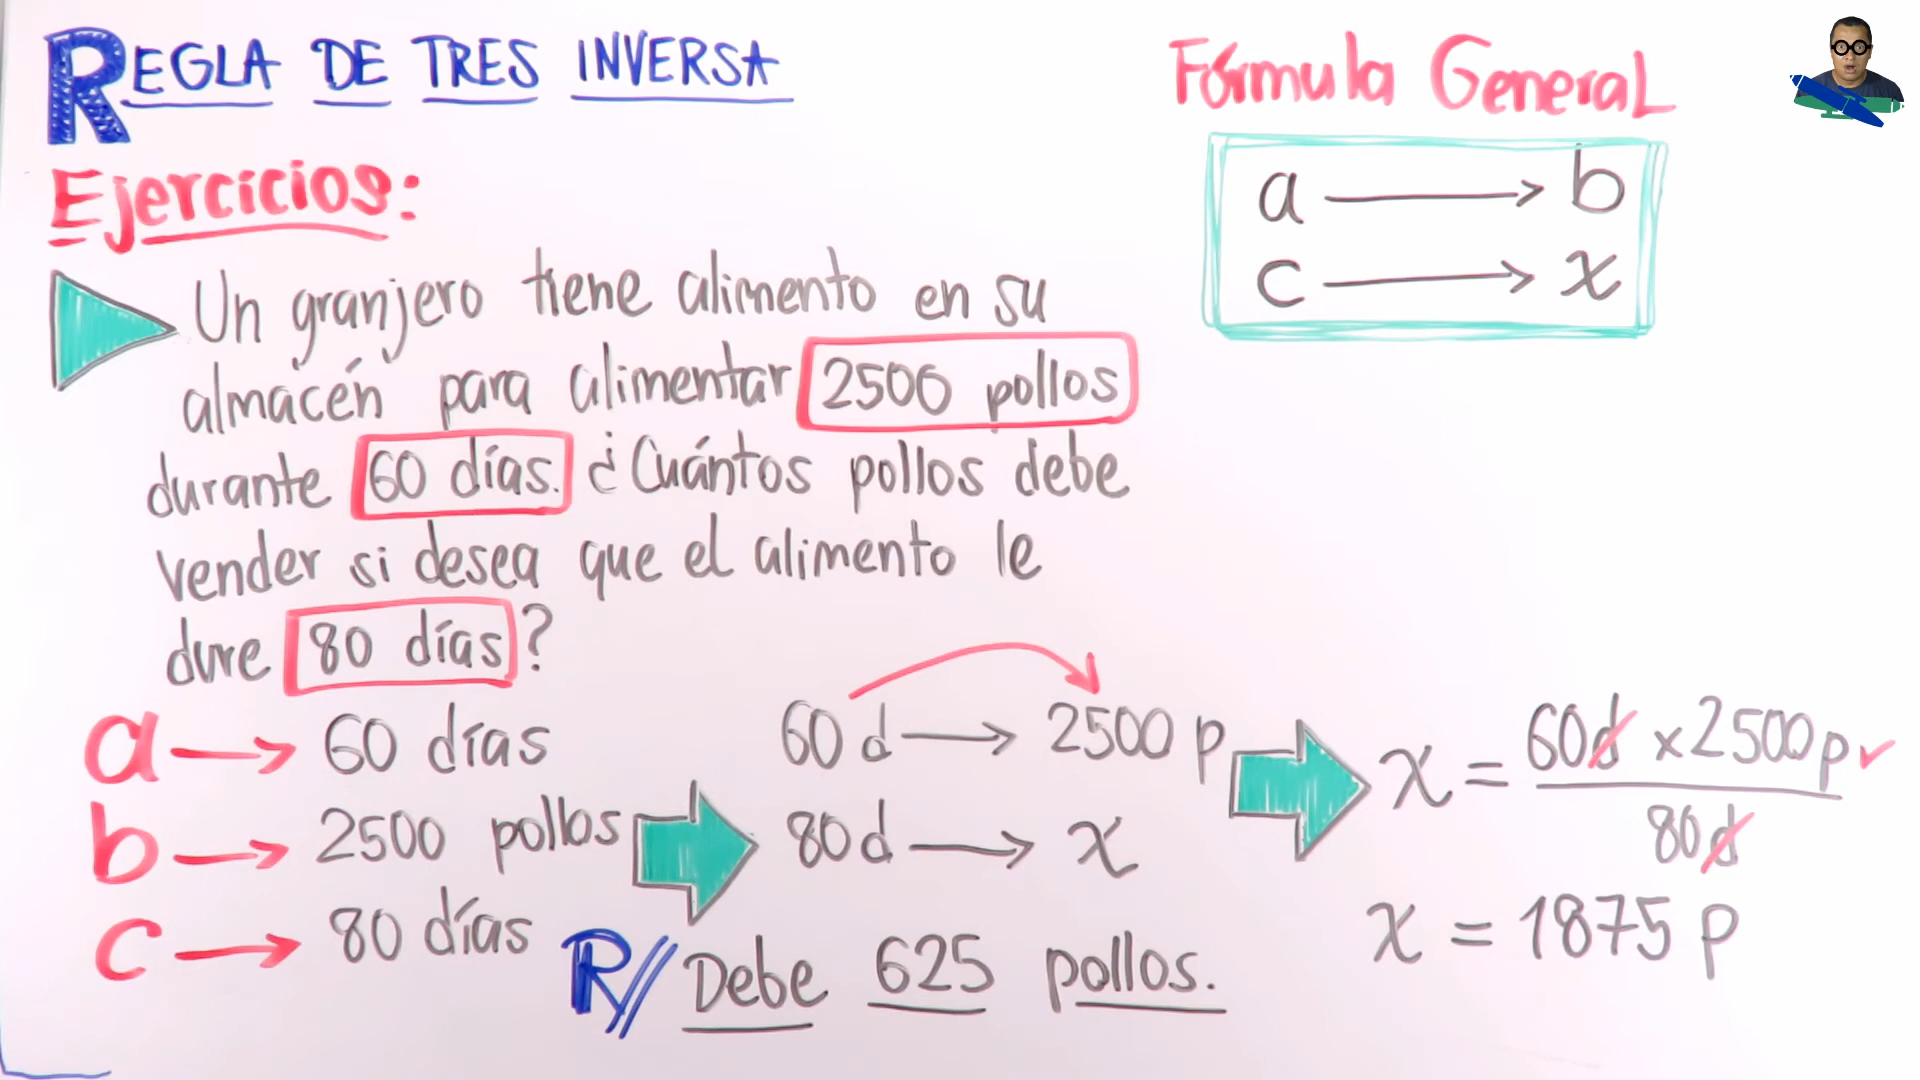 REGLA DE TRES INVERSA
Ejercicios:
Un granjero tiene alimento en su
almacén para alimentar 2500 pollos
durante 60 días. ¿Cuántos pollos debe
vender si desea que el alimento le
dure 80 días?
Fórmula General
a → b
c → x
a → 60 días
b → 2500 pollos
c → 80 días
60 d → 2500 p
80 d → x
x = 60d x 2500 p
80 d
x = 1875 p
R// Debe 625 pollos.